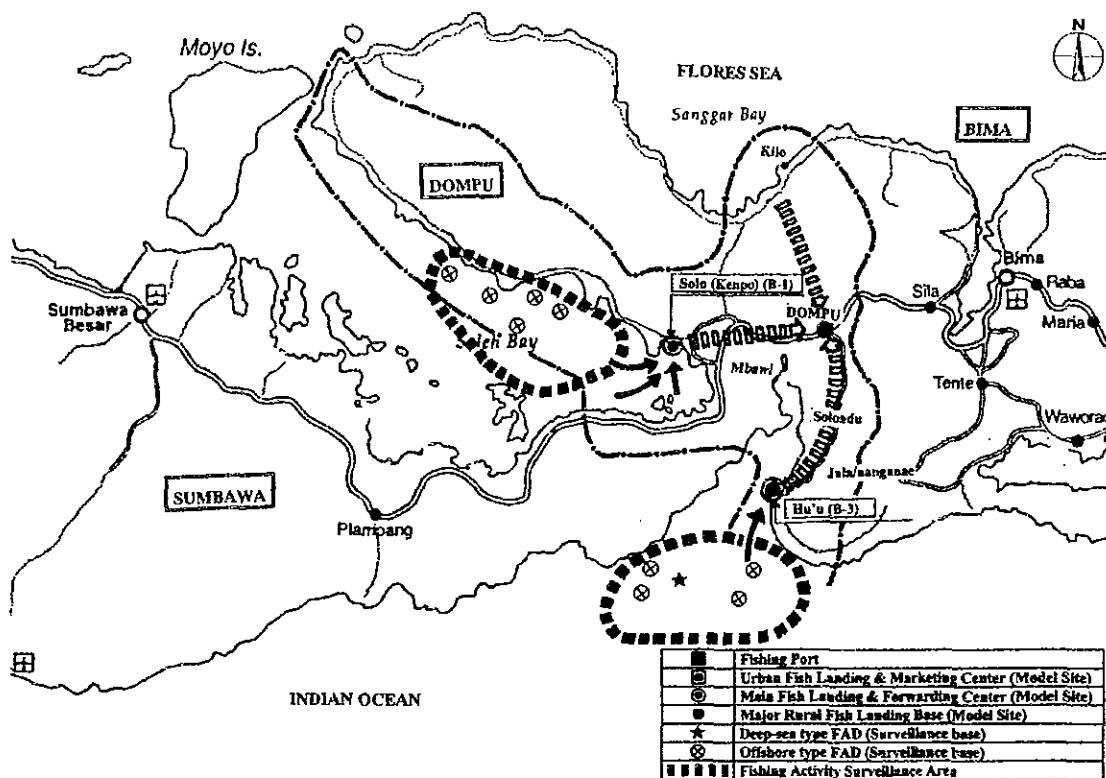 Moyo Is.
N
FLORES SEA
Sanggar Bay
BIMA
Kilo
DOMPU
Bima
Solo (Kenpo) (B-1)
Sila
Raba
Sumbawa
Besar
DOMPU
Maria
Saleh Bay
Mbawi
Tente
Soloadu
Waworad
SUMBAWA
Hu'u (B-3)
Plampang
INDIAN OCEAN
Fishing Port
Urban Fish Landing & Marketing Center (Model Site)
Main Fish Landing & Forwarding Center (Model Site)
Major Rural Fish Landing Base (Model Site)
Deep-sea type FAD (Surveillance base)
Offshore type FAD (Surveillance base)
Fishing Activity Surveillance Area